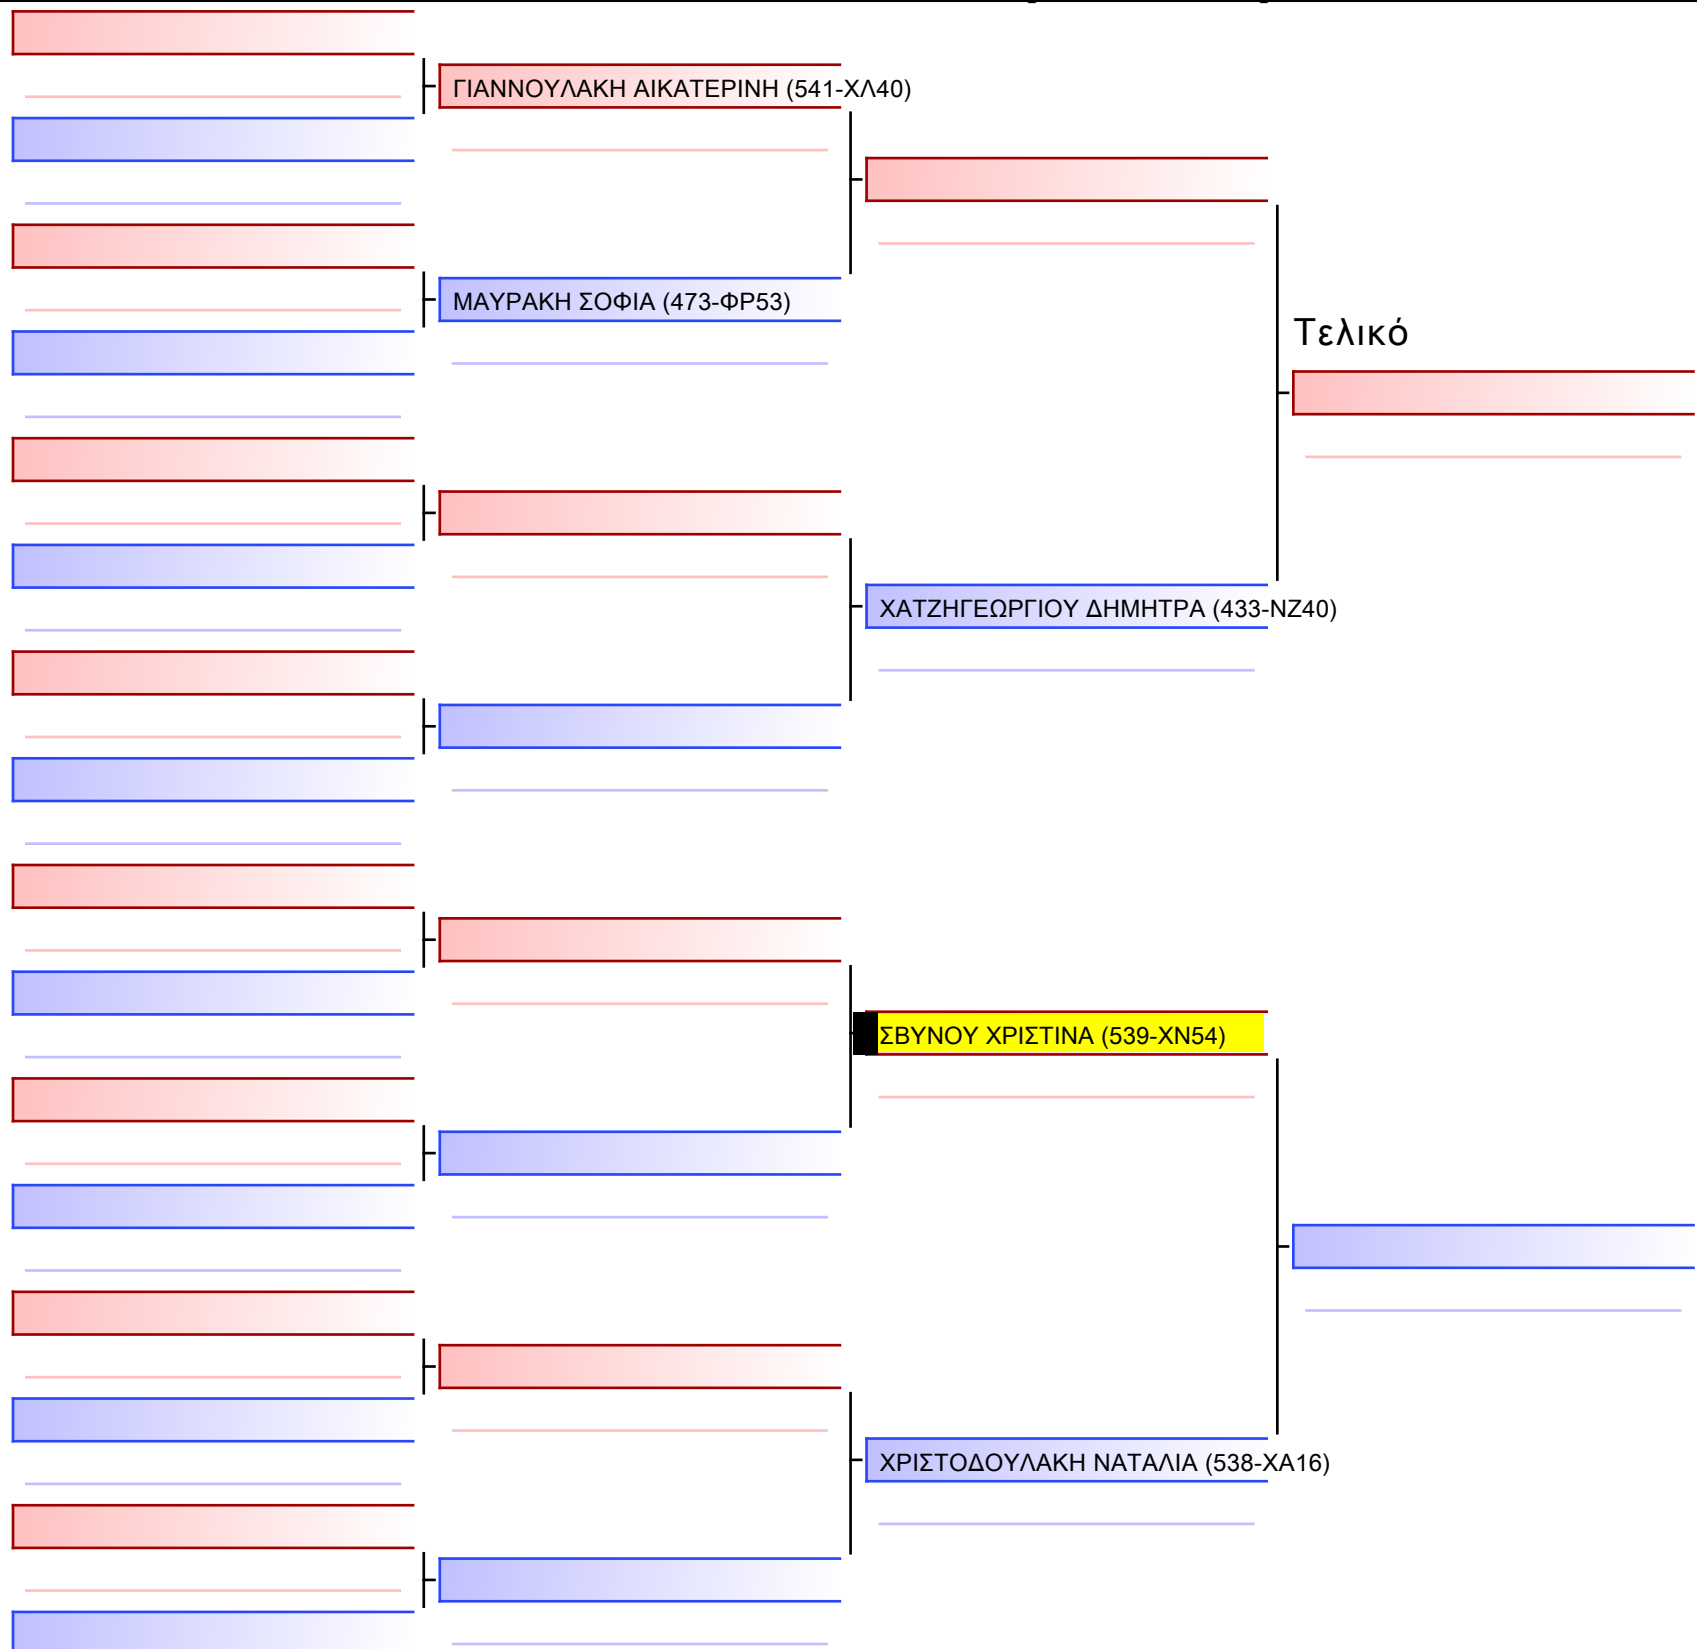 ΓΙΑΝΝΟΥΛΑΚΗ ΑΙΚΑΤΕΡΙΝΗ (541-ΧΛ40)
ΜΑΥΡΑΚΗ ΣΟΦΙΑ (473-ΦΡ53)
Τελικό
ΧΑΤΖΗΓΕΩΡΓΙΟΥ ΔΗΜΗΤΡΑ (433-ΝΖ40)
ΣΒΥΝΟΥ ΧΡΙΣΤΙΝΑ (539-ΧΝ54)
ΧΡΙΣΤΟΔΟΥΛΑΚΗ ΝΑΤΑΛΙΑ (538-ΧΑ16)